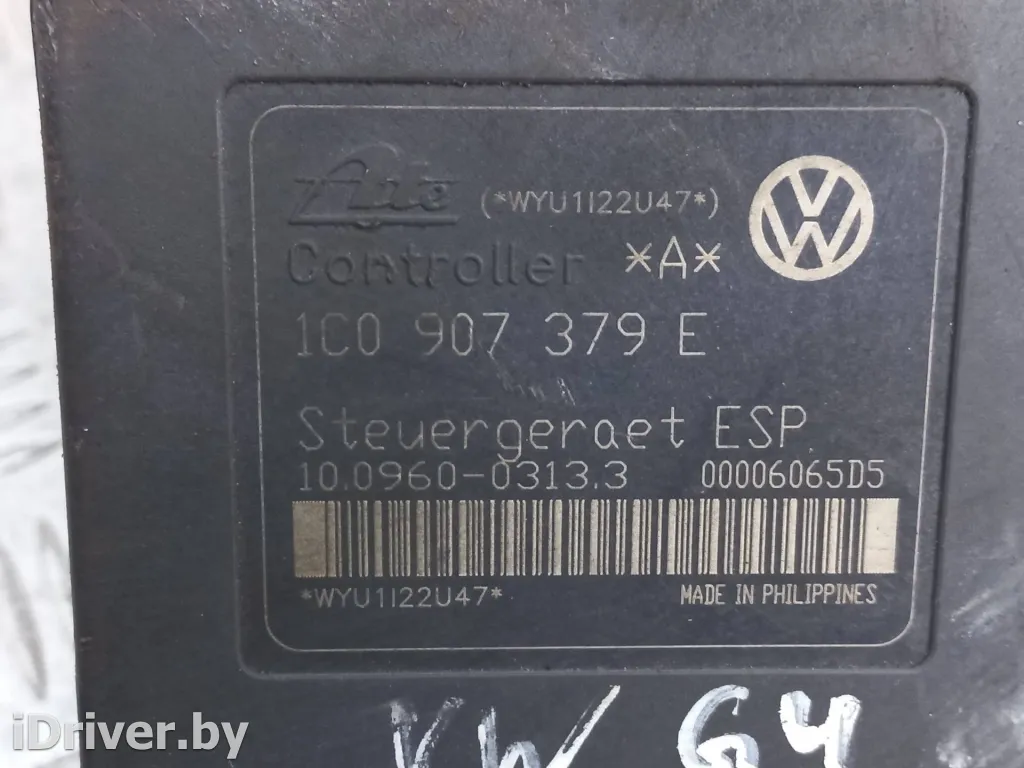 Ate (*WYU1I22U47*)
Controller *A* VW
1C0 907 379 E
Steuergeraet ESP
10.0960-0313.3 00006065D5
*WYU1I22U47* MADE IN PHILIPPINES
VW G4
iDriver.by